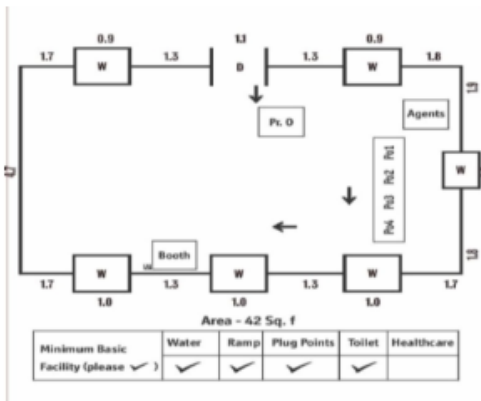 0.9 1.1 0.9
1.7 W 1.3 D 1.3 W 1.8
1.9
Pr. O
Agents
Po1
Po2
Po3
Po4
4.7
W
Booth
1.8
W W W
1.7 1.3 1.3 1.7
1.0 1.0 1.0
Area - 42 Sq. f
Minimum Basic Facility (please ✓ ) Water Ramp Plug Points Toilet Healthcare
✓ ✓ ✓ ✓